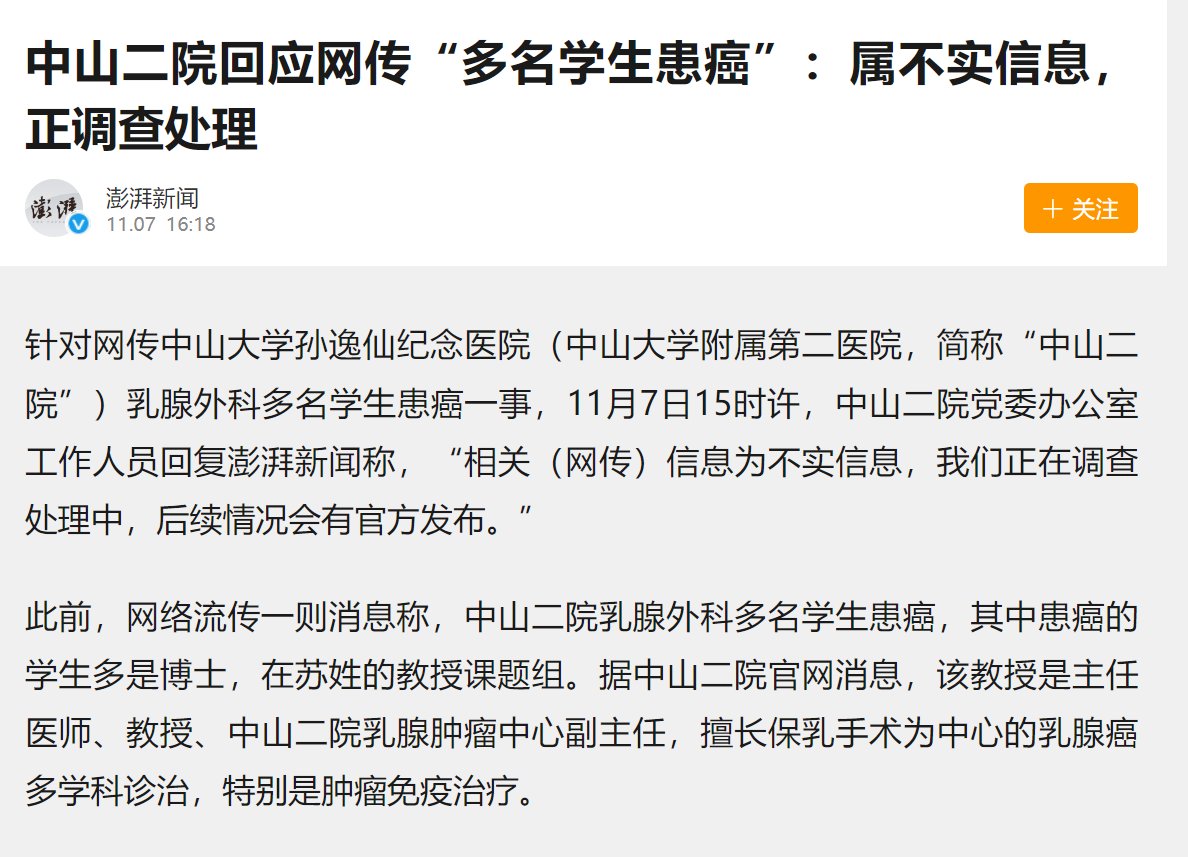 中山二院回应网传“多名学生患癌”：属不实信息，
正调查处理
澎湃
澎湃新闻
11.07 16:18
+ 关注
针对网传中山大学孙逸仙纪念医院（中山大学附属第二医院，简称“中山二
院”）乳腺外科多名学生患癌一事，11月7日15时许，中山二院党委办公室
工作人员回复澎湃新闻称，“相关（网传）信息为不实信息，我们正在调查
处理中，后续情况会有官方发布。”
此前，网络流传一则消息称，中山二院乳腺外科多名学生患癌，其中患癌的
学生多是博士，在苏姓的教授课题组。据中山二院官网消息，该教授是主任
医师、教授、中山二院乳腺肿瘤中心副主任，擅长保乳手术为中心的乳腺癌
多学科诊治，特别是肿瘤免疫治疗。